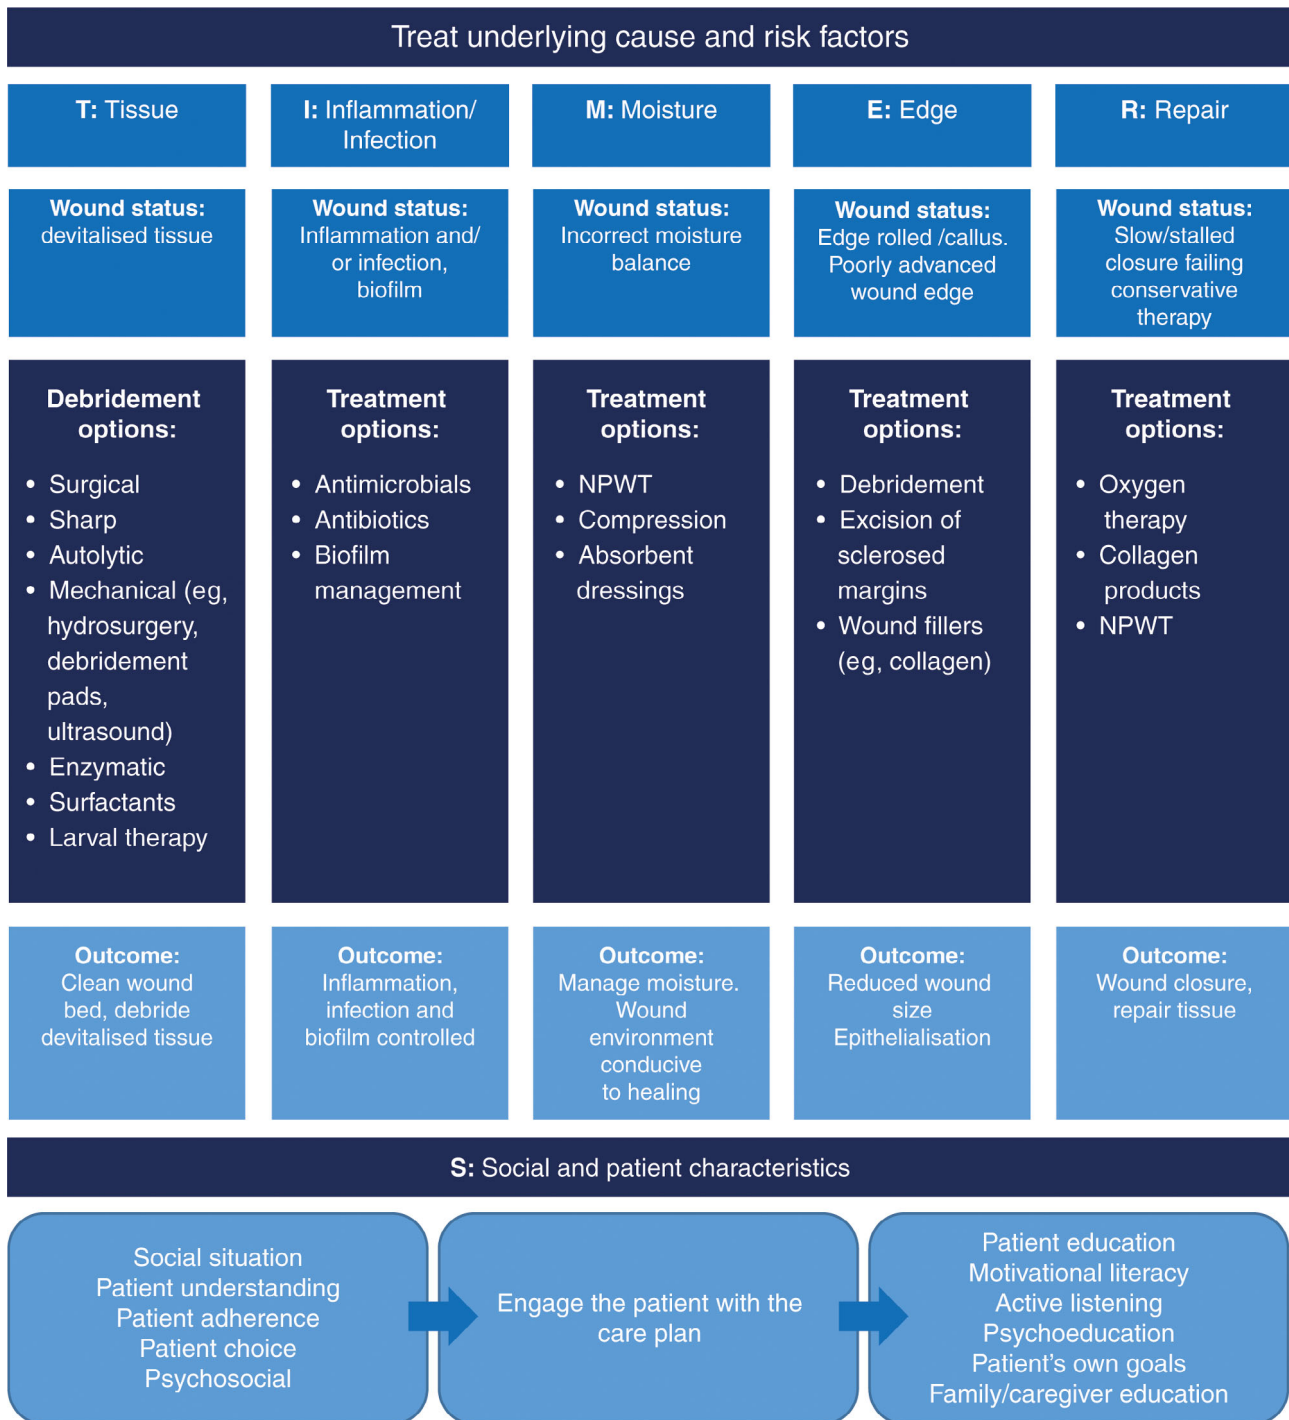 Treat underlying cause and risk factors
T: Tissue
I: Inflammation/
Infection
M: Moisture
E: Edge
R: Repair
Wound status:
devitalised tissue
Wound status:
Inflammation and/
or infection,
biofilm
Wound status:
Incorrect moisture
balance
Wound status:
Edge rolled /callus.
Poorly advanced
wound edge
Wound status:
Slow/stalled
closure failing
conservative
therapy
Debridement
options:
• Surgical
• Sharp
• Autolytic
• Mechanical (eg,
hydrosurgery,
debridement
pads,
ultrasound)
• Enzymatic
• Surfactants
• Larval therapy
Treatment
options:
• Antimicrobials
• Antibiotics
• Biofilm
management
Treatment
options:
• NPWT
• Compression
• Absorbent
dressings
Treatment
options:
• Debridement
• Excision of
sclerosed
margins
• Wound fillers
(eg, collagen)
Treatment
options:
• Oxygen
therapy
• Collagen
products
• NPWT
Outcome:
Clean wound
bed, debride
devitalised tissue
Outcome:
Inflammation,
infection and
biofilm controlled
Outcome:
Manage moisture.
Wound
environment
conducive
to healing
Outcome:
Reduced wound
size
Epithelialisation
Outcome:
Wound closure,
repair tissue
S: Social and patient characteristics
Social situation
Patient understanding
Patient adherence
Patient choice
Psychosocial
Engage the patient with the
care plan
Patient education
Motivational literacy
Active listening
Psychoeducation
Patient's own goals
Family/caregiver education